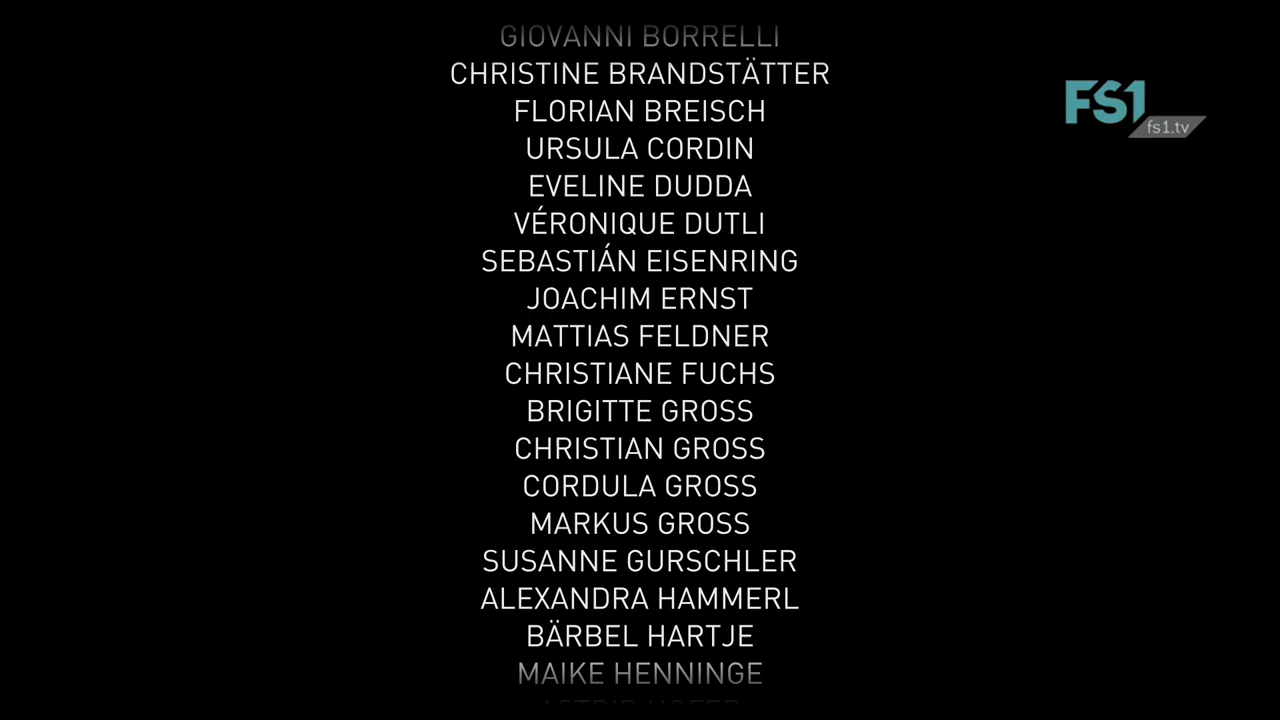 GIOVANNI BORRELLI
CHRISTINE BRANDSTÄTTER
FLORIAN BREISCH
URSULA CORDIN
EVELINE DUDDA
VÉRONIQUE DUTLI
SEBASTIÁN EISENRING
JOACHIM ERNST
MATTIAS FELDNER
CHRISTIANE FUCHS
BRIGITTE GROSS
CHRISTIAN GROSS
CORDULA GROSS
MARKUS GROSS
SUSANNE GURSCHLER
ALEXANDRA HAMMERL
BÄRBEL HARTJE
MAIKE HENNINGE
FS1
fs1.tv